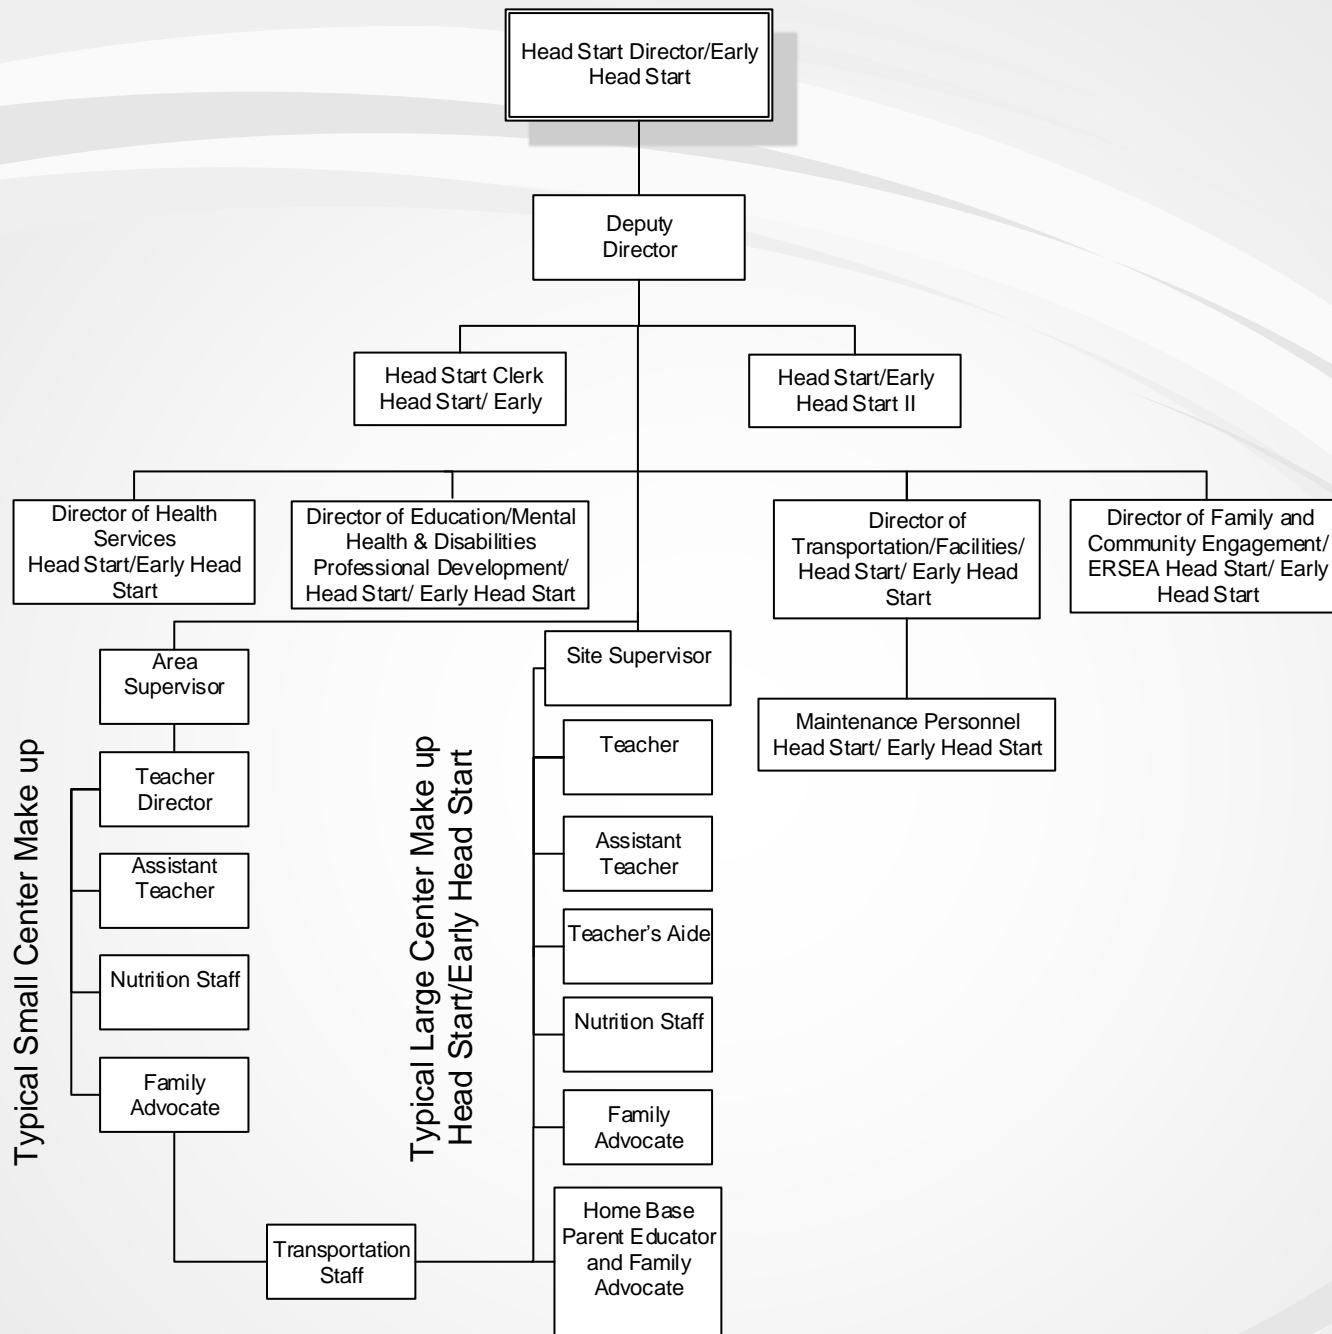 Head Start Director/Early
Head Start
Deputy
Director
Head Start Clerk
Head Start/ Early
Head Start/Early
Head Start II
Director of Health
Services
Head Start/Early Head
Start
Director of Education/Mental
Health & Disabilities
Professional Development/
Head Start/ Early Head Start
Director of
Transportation/Facilities/
Head Start/ Early Head
Start
Director of Family and
Community Engagement/
ERSEA Head Start/ Early
Head Start
Area
Supervisor
Site Supervisor
Maintenance Personnel
Head Start/ Early Head Start
Typical Small Center Make up
Teacher
Director
Assistant
Teacher
Nutrition Staff
Family
Advocate
Typical Large Center Make up
Head Start/Early Head Start
Teacher
Assistant
Teacher
Teacher’s Aide
Nutrition Staff
Family
Advocate
Transportation
Staff
Home Base
Parent Educator
and Family
Advocate